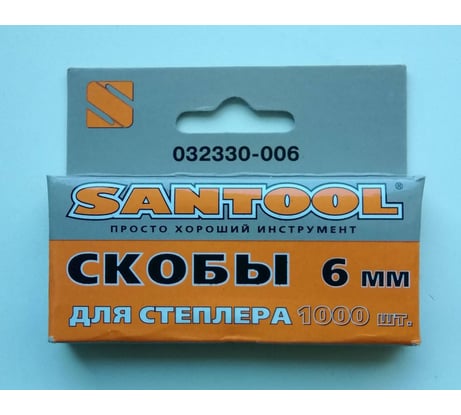 S
032330-006
SANTOOL®
ПРОСТО ХОРОШИЙ ИНСТРУМЕНТ
СКОБЫ 6 мм
ДЛЯ СТЕПЛЕРА 1000 шт.